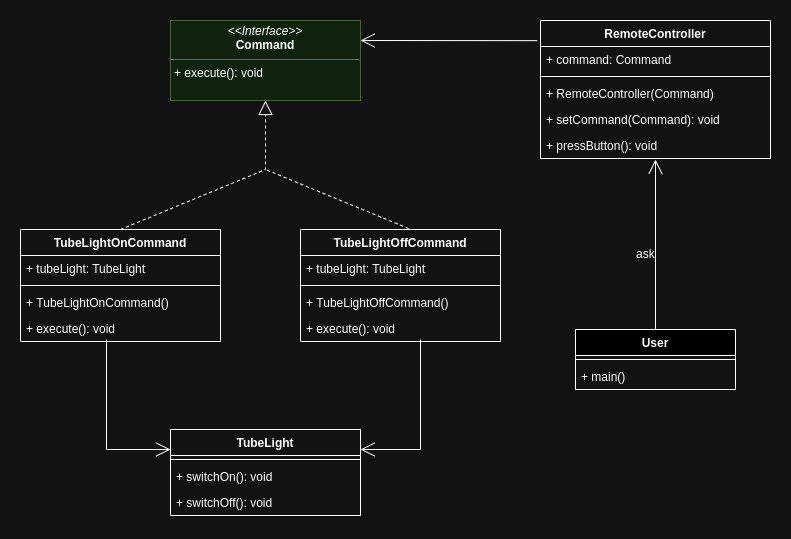 <<Interface>>
Command
+ execute(): void
RemoteController
+ command: Command
+ RemoteController(Command)
+ setCommand(Command): void
+ pressButton(): void
TubeLightOnCommand
+ tubeLight: TubeLight
+ TubeLightOnCommand()
+ execute(): void
TubeLightOffCommand
+ tubeLight: TubeLight
+ TubeLightOffCommand()
+ execute(): void
ask
User
+ main()
TubeLight
+ switchOn(): void
+ switchOff(): void